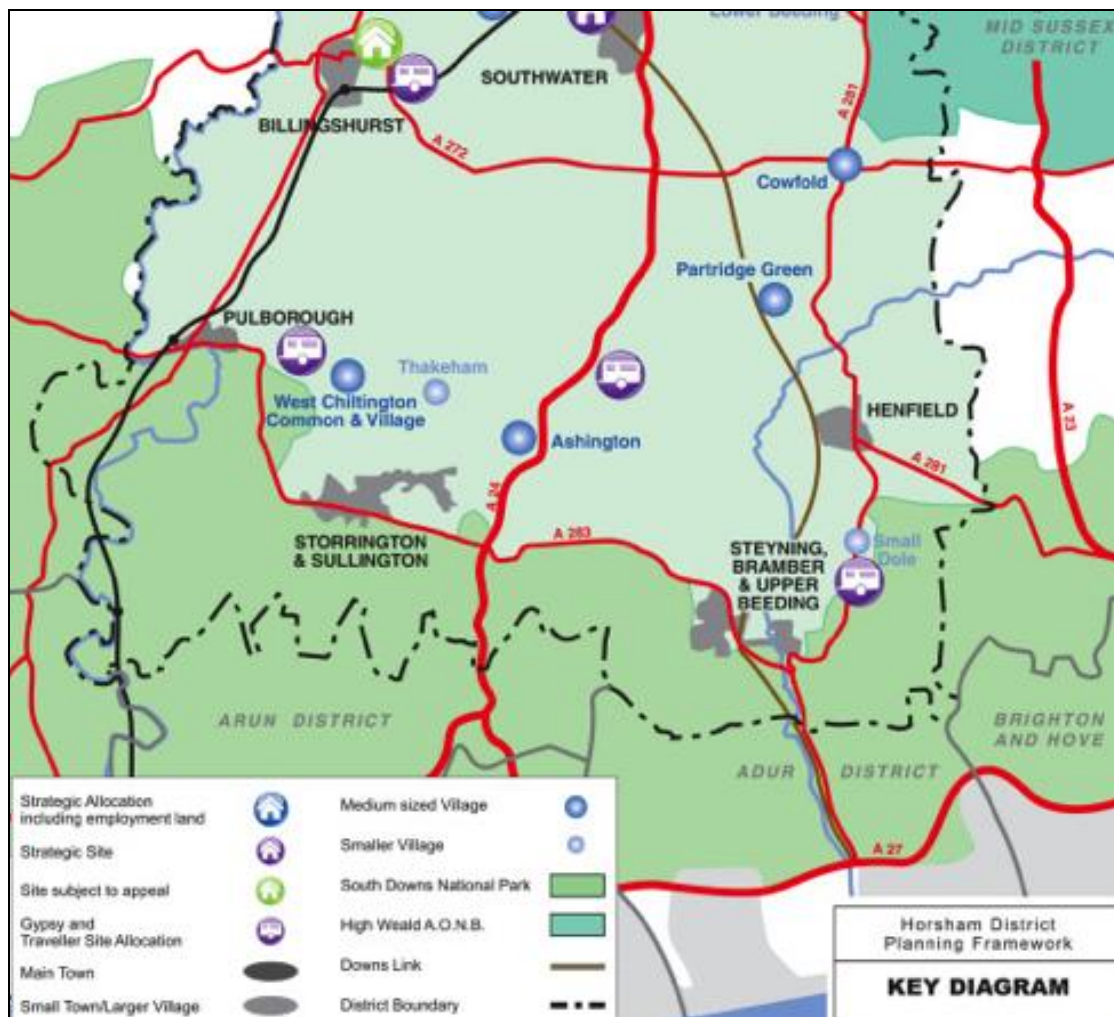 Lower Beeding
MID SUSSEX
DISTRICT
SOUTHWATER
BILLINGSHURST
A 281
A 272
Cowfold
Partridge Green
PULBOROUGH
Thakeham
West Chiltington
Common & Village
HENFIELD
A 23
Ashington
A 281
A 24
STORRINGTON
& SULLINGTON
A 283
STEYNING,
BRAMBER
& UPPER
BEEDING
Small
Dole
ARUN DISTRICT
BRIGHTON
AND HOVE
ADUR DISTRICT
A 27
Strategic Allocation
including employment land
Strategic Site
Site subject to appeal
Gypsy and
Traveller Site Allocation
Main Town
Small Town/Larger Village
Medium sized Village
Smaller Village
South Downs National Park
High Weald A.O.N.B.
Downs Link
District Boundary
Horsham District
Planning Framework
KEY DIAGRAM